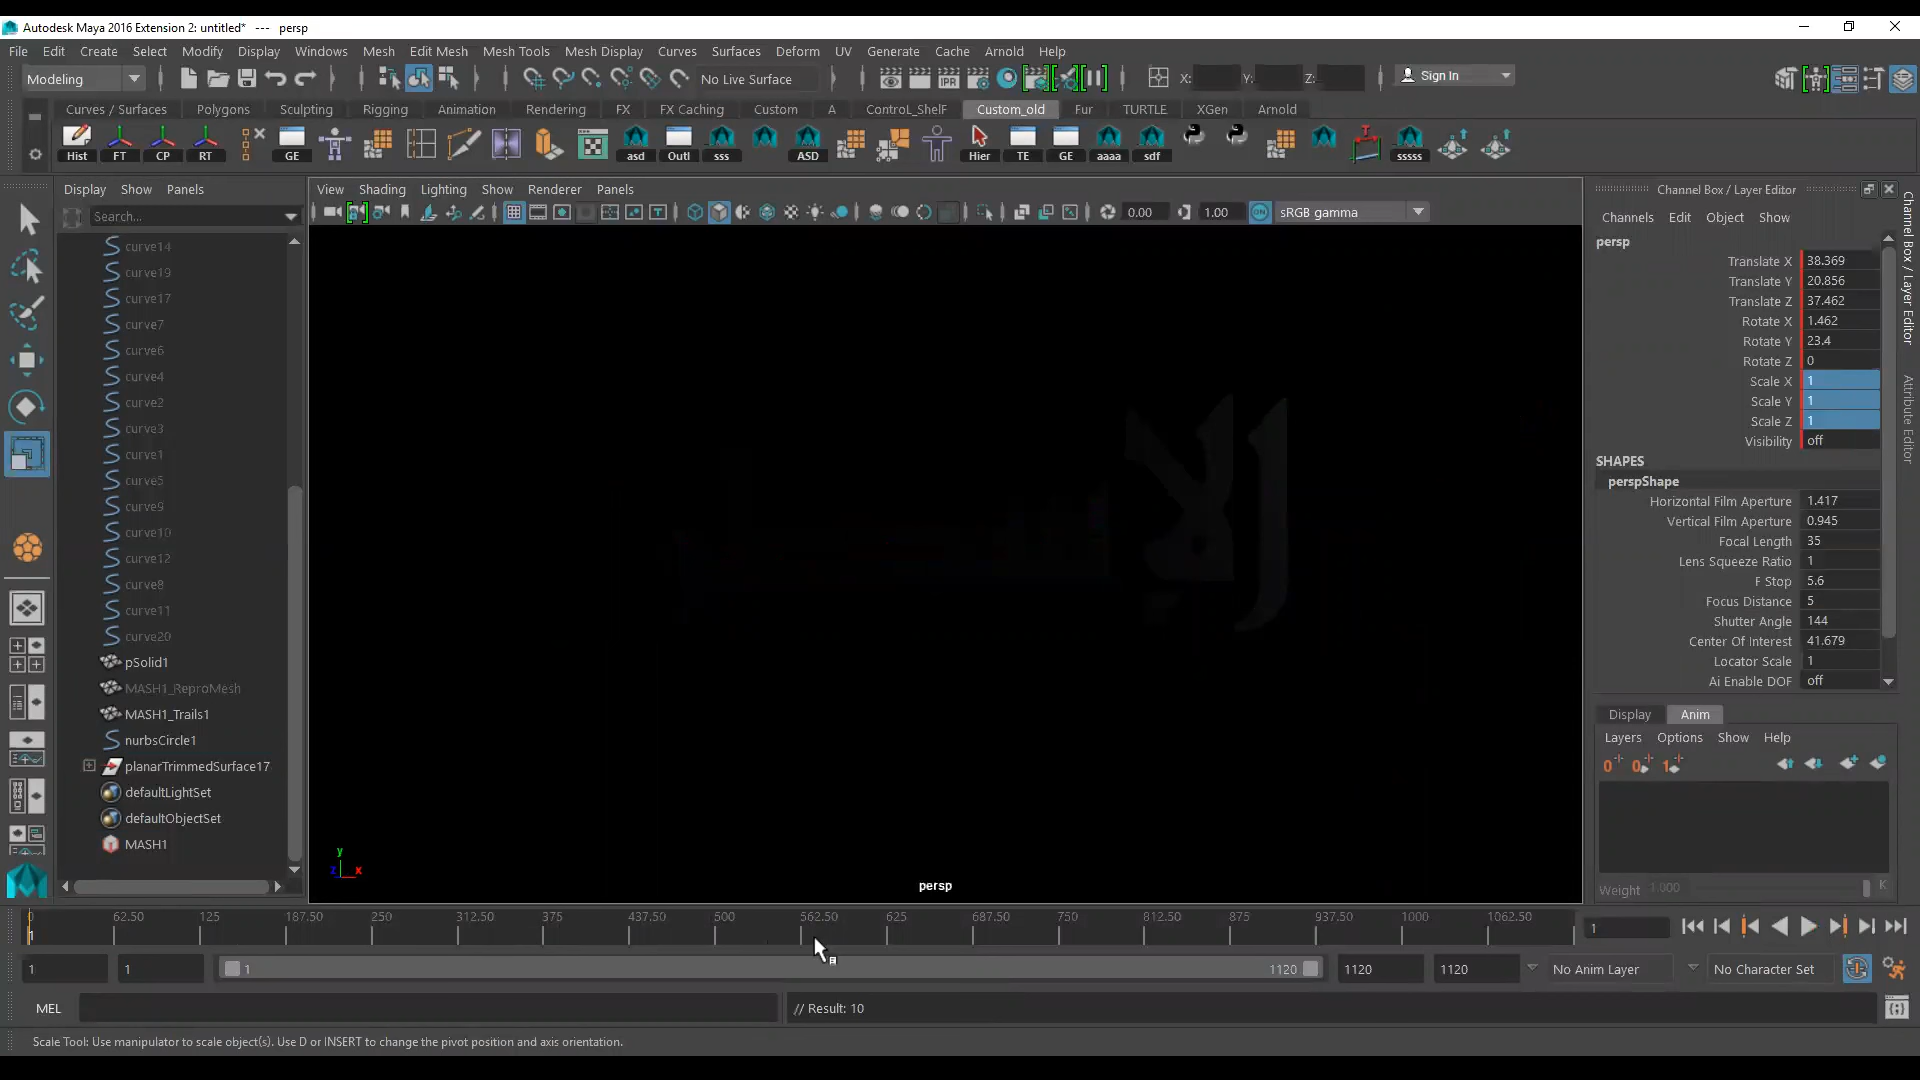 Autodesk Maya 2016 Extension 2: untitled* --- persp
File Edit Create Select Modify Display Windows Mesh Edit Mesh Mesh Tools Mesh Display Curves Surfaces Deform UV Generate Cache Arnold Help
Modeling No Live Surface IPR X: Y: Z: Sign In
Curves / Surfaces Polygons Sculpting Rigging Animation Rendering FX FX Caching Custom A ControL_ShelF Custom_old Fur TURTLE XGen Arnold
Hist FT CP RT GE asd Outl sss ASD Hier TE GE aaaa sdf sssss
Display Show Panels
Search...
curve14
curve19
curve17
curve7
curve6
curve4
curve2
curve3
curve1
curve5
curve9
curve10
curve12
curve8
curve11
curve20
pSolid1
MASH1_ReproMesh
MASH1_Trails1
nurbsCircle1
planarTrimmedSurface17
defaultLightSet
defaultObjectSet
MASH1
View Shading Lighting Show Renderer Panels
0.00 1.00 ON sRGB gamma
y
z x
persp
Channel Box / Layer Editor
Channels Edit Object Show
persp
Translate X 38.369
Translate Y 20.856
Translate Z 37.462
Rotate X 1.462
Rotate Y 23.4
Rotate Z 0
Scale X 1
Scale Y 1
Scale Z 1
Visibility off
SHAPES
perspShape
Horizontal Film Aperture 1.417
Vertical Film Aperture 0.945
Focal Length 35
Lens Squeeze Ratio 1
F Stop 5.6
Focus Distance 5
Shutter Angle 144
Center Of Interest 41.679
Locator Scale 1
Ai Enable DOF off
Display Anim
Layers Options Show Help
0 0 1
Weight 1.000 K
Channel Box / Layer Editor
Attribute Editor
0 62.50 125 187.50 250 312.50 375 437.50 500 562.50 625 687.50 750 812.50 875 937.50 1000 1062.50
1 1
1 1 1 1120 1120 1120 No Anim Layer No Character Set
MEL // Result: 10
Scale Tool: Use manipulator to scale object(s). Use D or INSERT to change the pivot position and axis orientation.